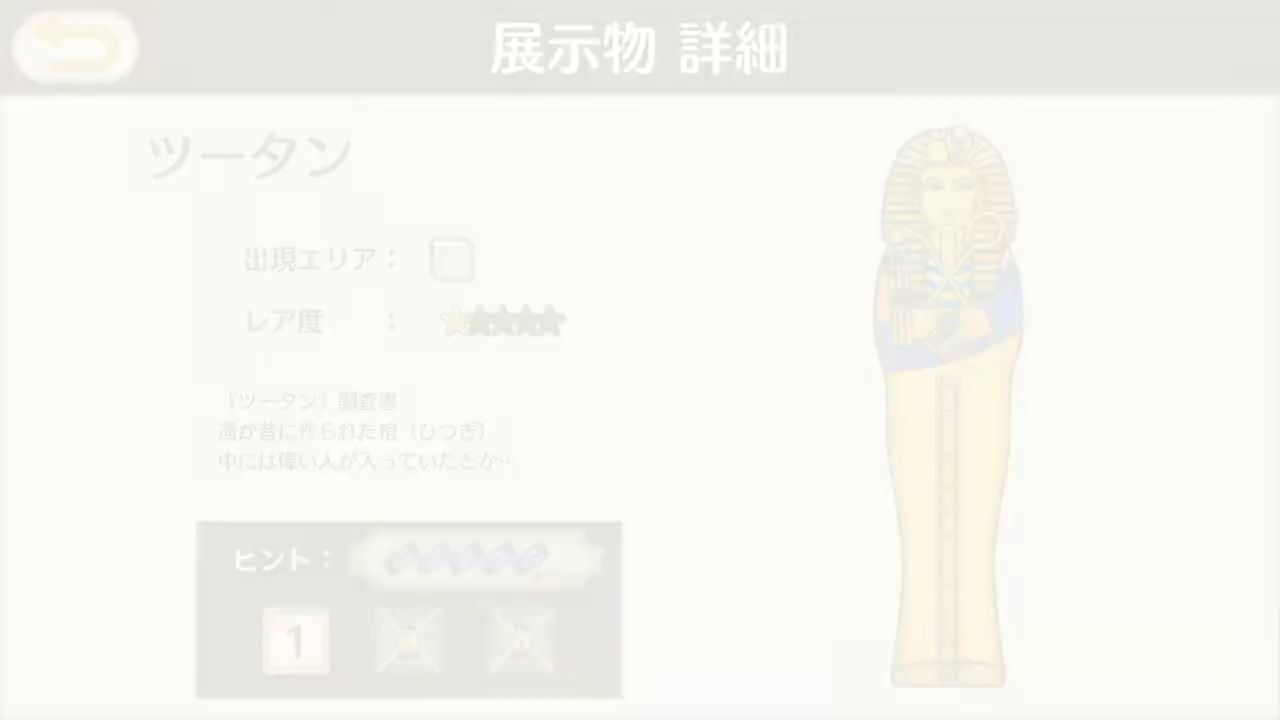 展示物 詳細
ツータン
出現エリア：
レア度 ：
『ツータン』調査書
遥か昔に作られた棺（ひつぎ）
中には偉い人が入っていたとか…
ヒント：
1